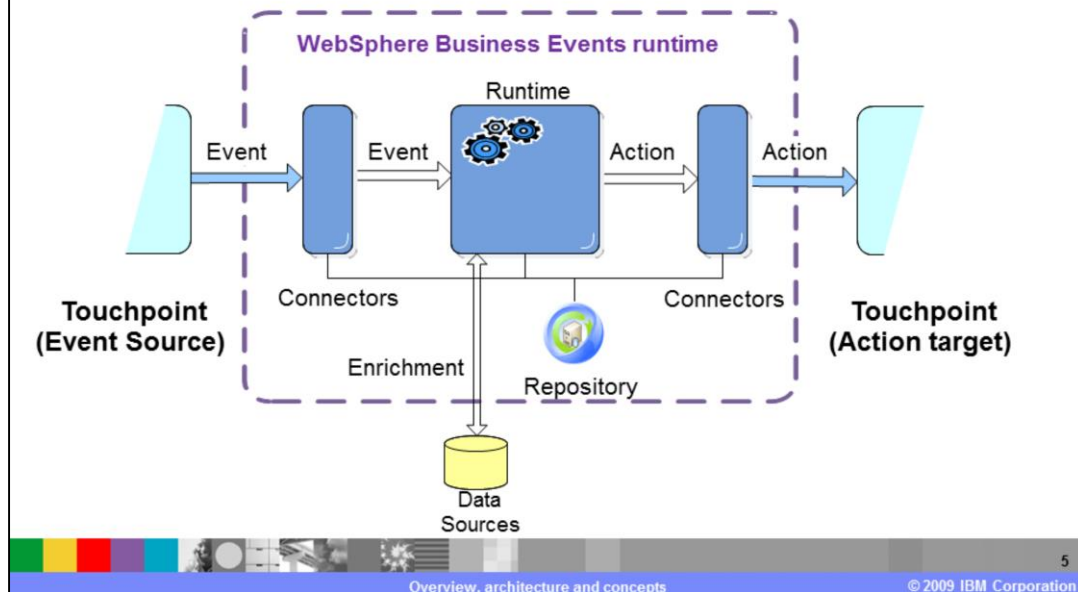 WebSphere Business Events runtime
Runtime
Event
Event
Action
Action
Connectors
Connectors
Touchpoint
(Event Source)
Touchpoint
(Action target)
Enrichment
Repository
Data
Sources
5
Overview, architecture and concepts
© 2009 IBM Corporation